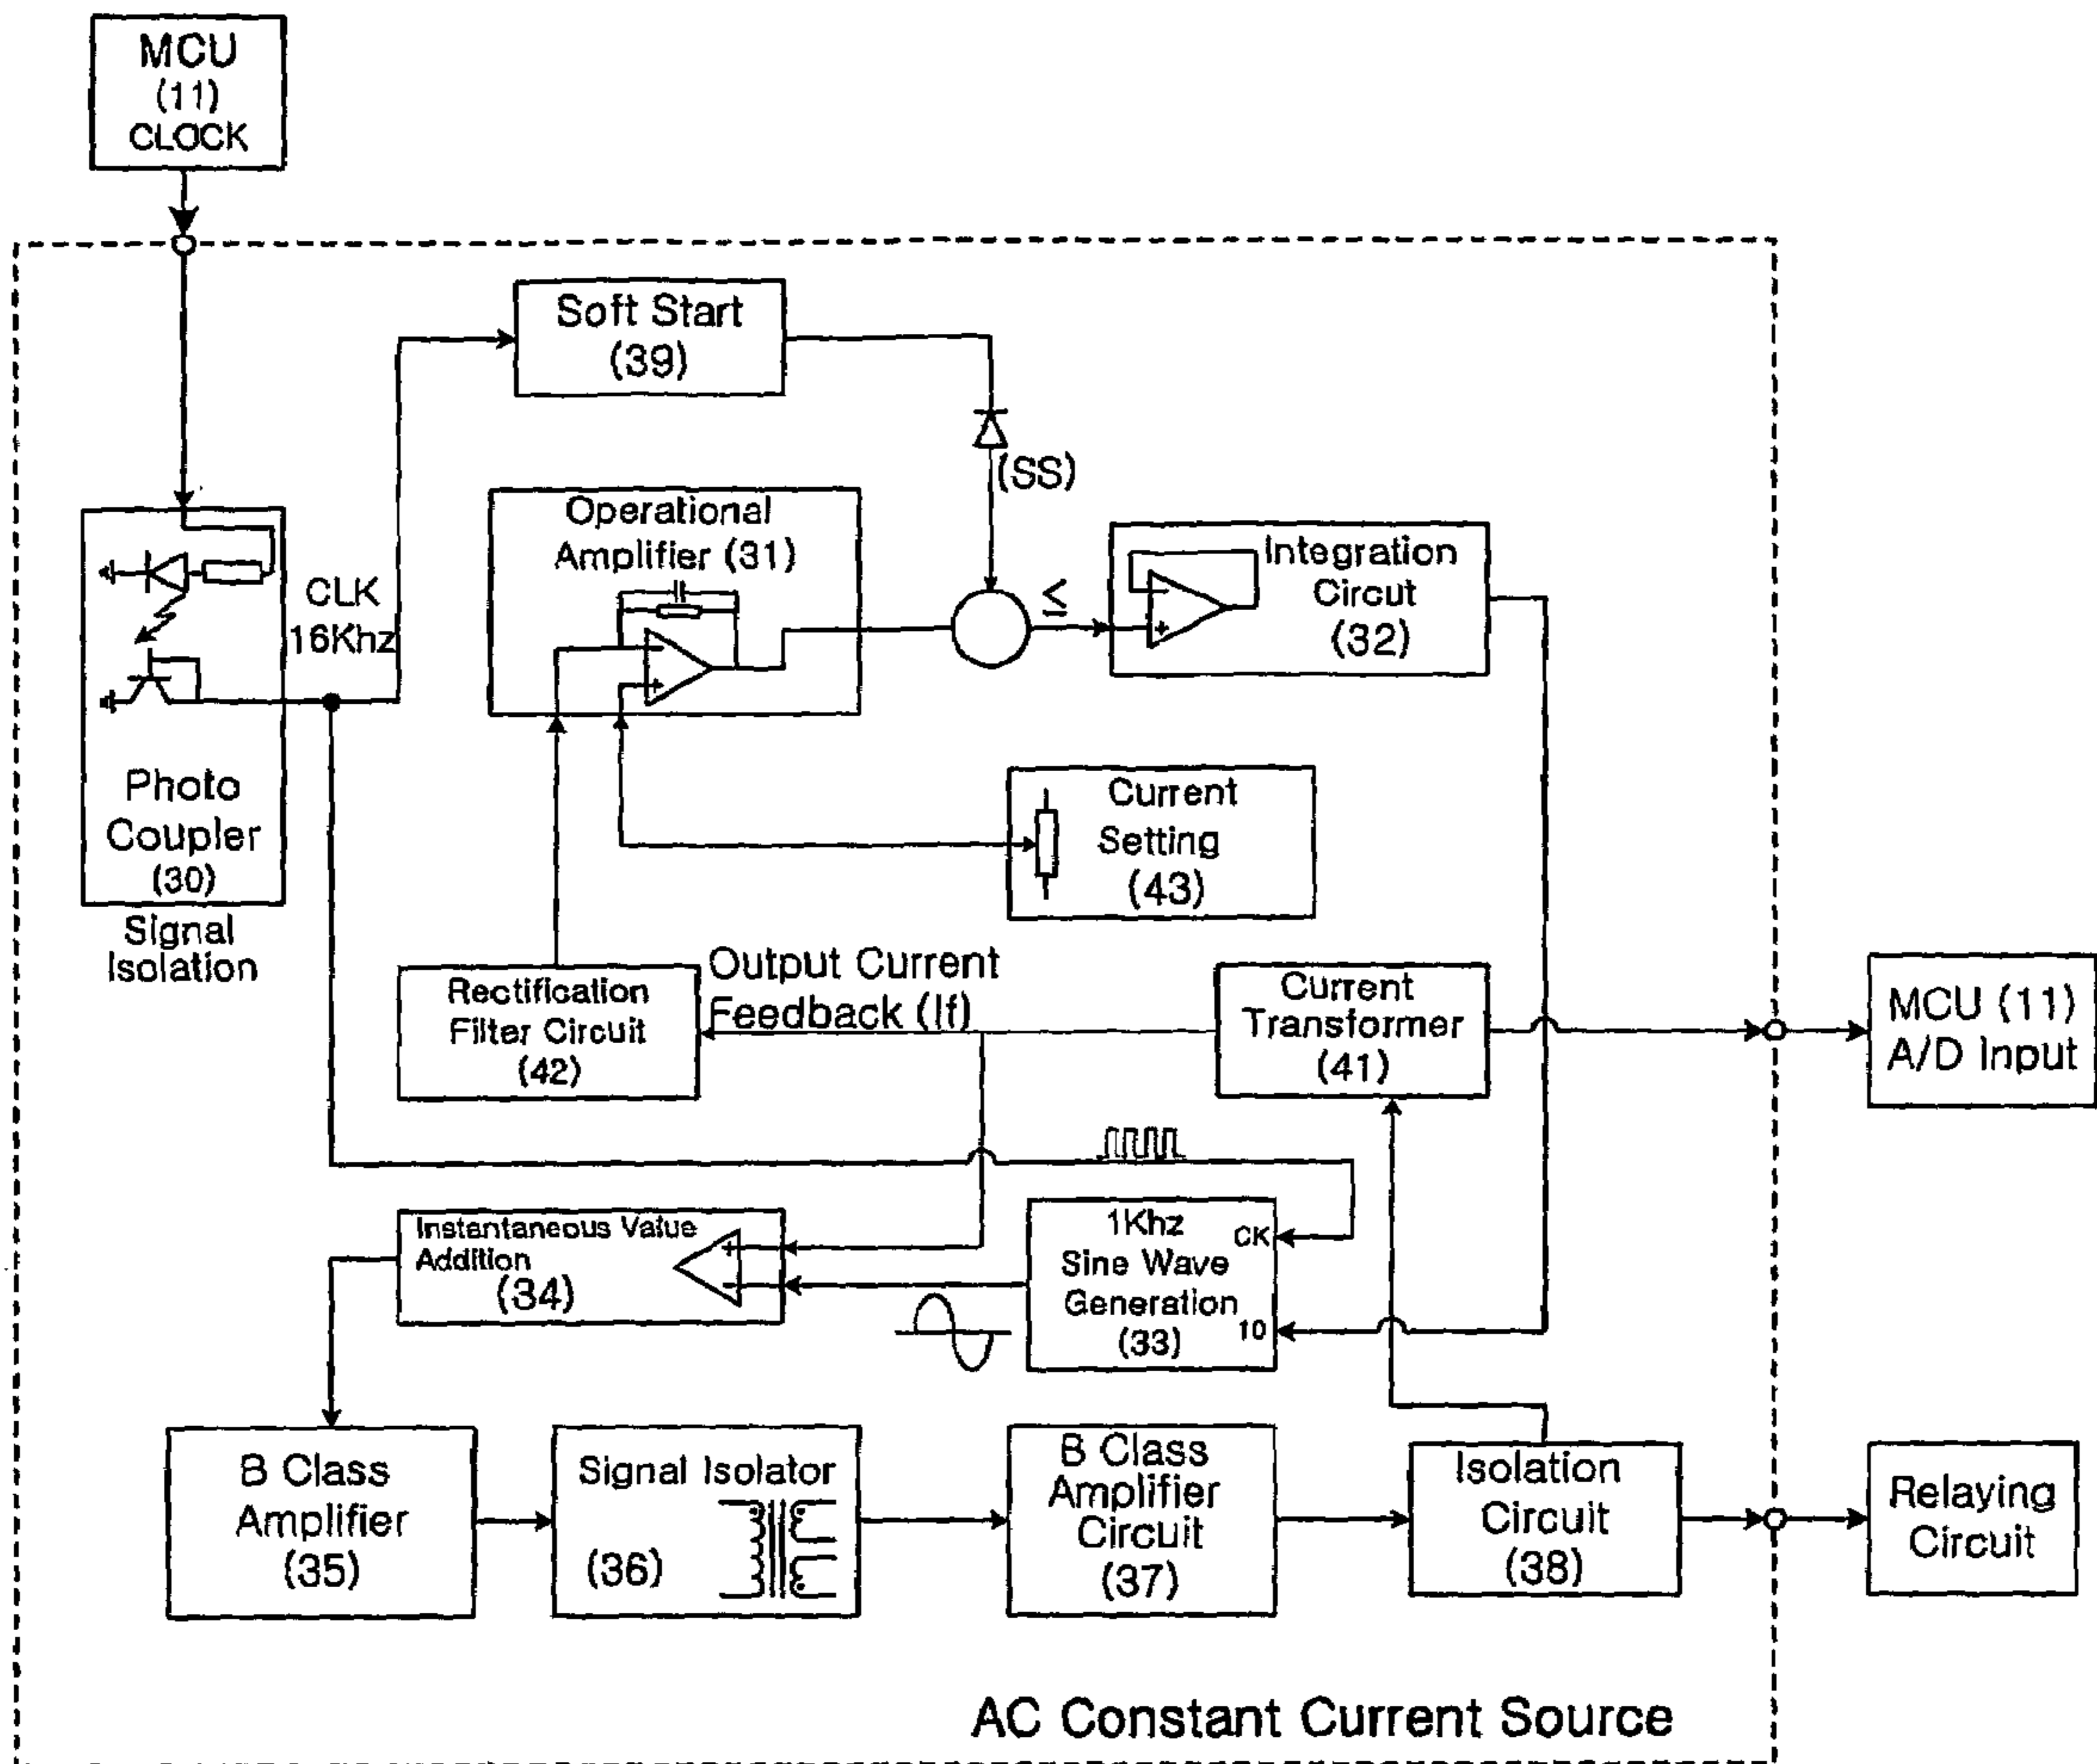 MCU
(11)
CLOCK
Soft Start
(39)
(SS)
Operational
Amplifier (31)
-
+
≤
Integration
Circut
(32)
-
+
CLK
16Khz
Photo
Coupler
(30)
Signal
Isolation
Current
Setting
(43)
Rectification
Filter Circuit
(42)
Output Current
Feedback (If)
Current
Transformer
(41)
MCU (11)
A/D Input
Instantaneous Value
Addition
(34)
+
-
1Khz
Sine Wave
Generation
(33)
CK
10
B Class
Amplifier
(35)
Signal Isolator
(36)
B Class
Amplifier
Circuit
(37)
Isolation
Circuit
(38)
Relaying
Circuit
AC Constant Current Source